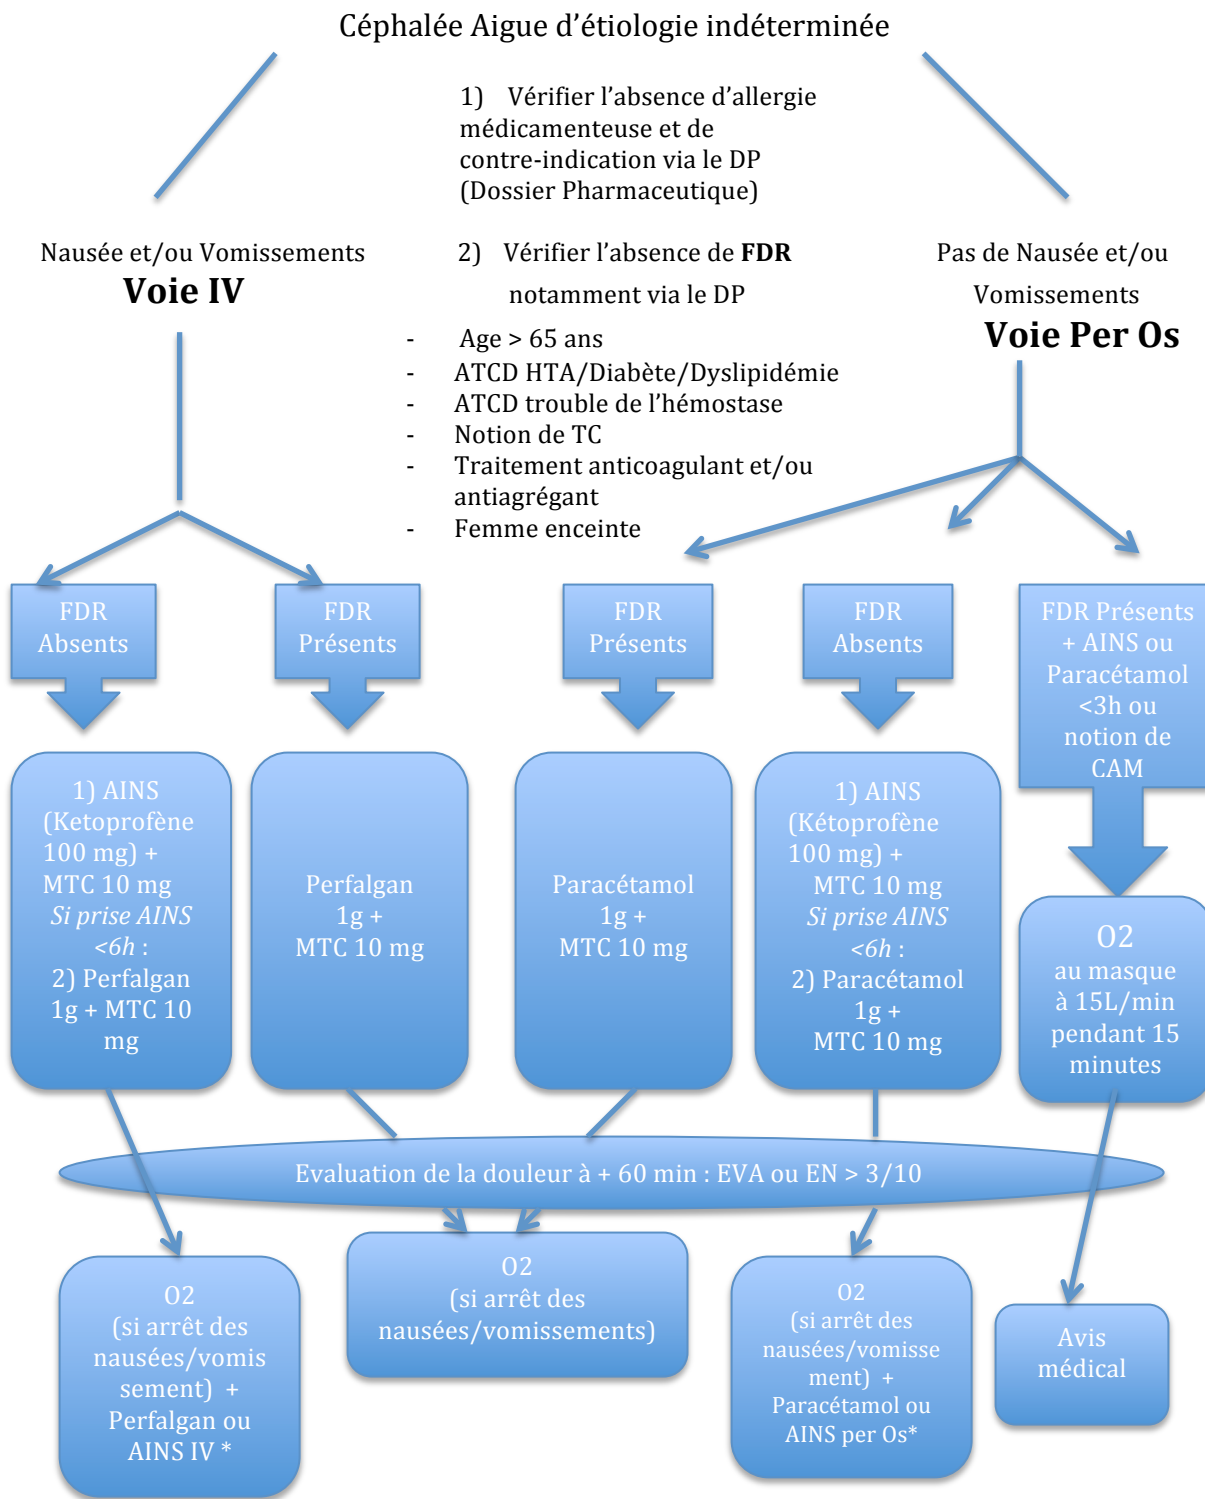 Céphalée Aigue d’étiologie indéterminée
1) Vérifier l’absence d’allergie
médicamenteuse et de
contre-indication via le DP
(Dossier Pharmaceutique)
Nausée et/ou Vomissements
Voie IV
2) Vérifier l’absence de FDR
notamment via le DP
- Age > 65 ans
- ATCD HTA/Diabète/Dyslipidémie
- ATCD trouble de l’hémostase
- Notion de TC
- Traitement anticoagulant et/ou
antiagrégant
- Femme enceinte
Pas de Nausée et/ou
Vomissements
Voie Per Os
FDR
Absents
FDR
Présents
FDR
Présents
FDR
Absents
FDR Présents
+ AINS ou
Paracétamol
<3h ou
notion de
CAM
1) AINS
(Ketoprofène
100 mg) +
MTC 10 mg
Si prise AINS
<6h :
2) Perfalgan
1g + MTC 10
mg
Perfalgan
1g +
MTC 10 mg
Paracétamol
1g +
MTC 10 mg
1) AINS
(Kétoprofène
100 mg) +
MTC 10 mg
Si prise AINS
<6h :
2) Paracétamol
1g +
MTC 10 mg
O2
au masque
à 15L/min
pendant 15
minutes
Evaluation de la douleur à + 60 min : EVA ou EN > 3/10
O2
(si arrêt des
nausées/vomis
sement) +
Perfalgan ou
AINS IV *
O2
(si arrêt des
nausées/vomissements)
O2
(si arrêt des
nausées/vomisse
ment) +
Paracétamol ou
AINS per Os*
Avis
médical